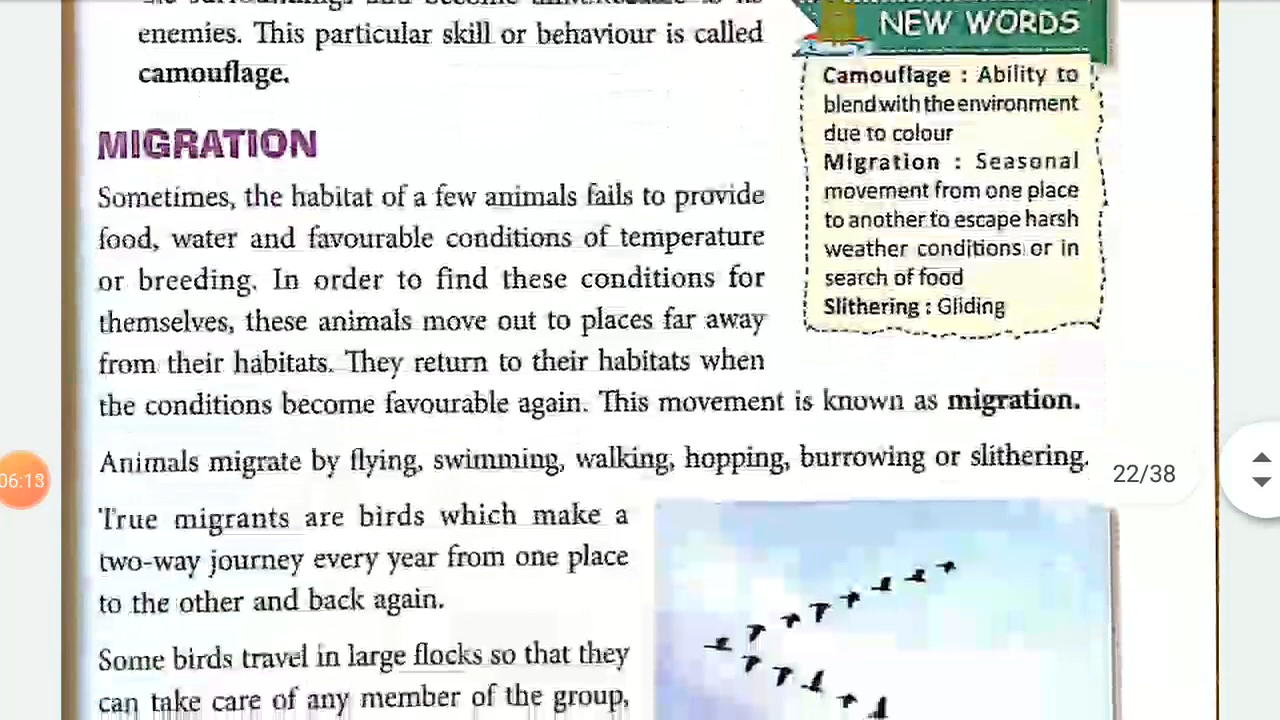 enemies. This particular skill or behaviour is called
camouflage.
MIGRATION
Sometimes, the habitat of a few animals fails to provide
food, water and favourable conditions of temperature
or breeding. In order to find these conditions for
themselves, these animals move out to places far away
from their habitats. They return to their habitats when
the conditions become favourable again. This movement is known as migration.
Animals migrate by flying, swimming, walking, hopping, burrowing or slithering.
True migrants are birds which make a
two-way journey every year from one place
to the other and back again.
Some birds travel in large flocks so that they
can take care of any member of the group,
NEW WORDS
Camouflage : Ability to
blend with the environment
due to colour
Migration : Seasonal
movement from one place
to another to escape harsh
weather conditions or in
search of food
Slithering : Gliding
06:13
22/38